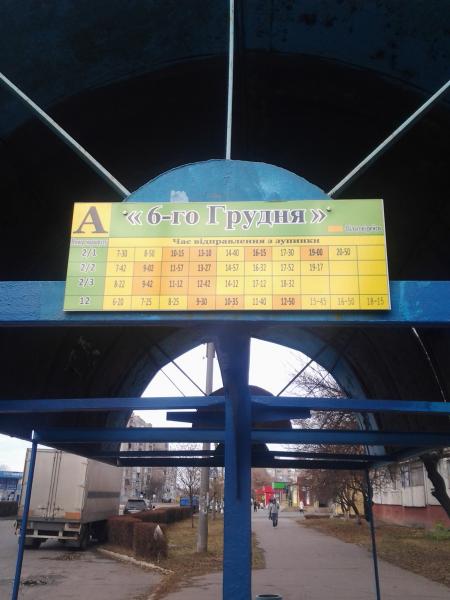 А « 6-го Грудня »
Час відправлення з зупинки
2/1 7-30 8-50 10-15 13-10 14-40 16-15 17-30 19-00 20-50
2/2 7-42 9-02 11-57 13-27 14-57 16-32 17-52 19-17
2/3 8-22 9-42 11-12 12-42 14-12 17-12 18-32
12 6-20 7-25 8-25 9-30 10-35 11-40 12-50 15-45 16-50 18-15